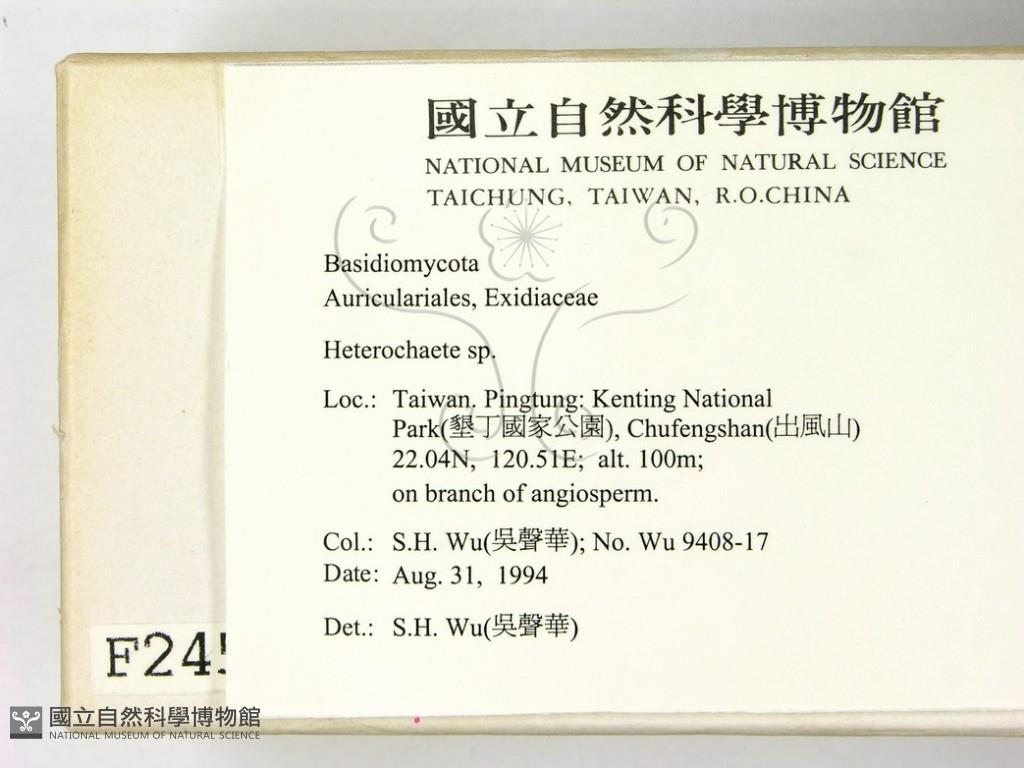 國立自然科學博物館
NATIONAL MUSEUM OF NATURAL SCIENCE
TAICHUNG, TAIWAN, R.O.CHINA
Basidiomycota
Auriculariales, Exidiaceae
Heterochaete sp.
Loc.: Taiwan. Pingtung: Kenting National
Park(墾丁國家公園), Chufengshan(出風山)
22.04N, 120.51E; alt. 100m;
on branch of angiosperm.
Col.: S.H. Wu(吳聲華); No. Wu 9408-17
Date: Aug. 31, 1994
Det.: S.H. Wu(吳聲華)
F245
國立自然科學博物館
NATIONAL MUSEUM OF NATURAL SCIENCE